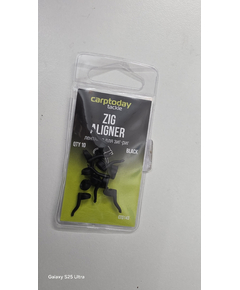 carptoday
tackle
ZIG
ALIGNER
QTY 10
BLACK
Galaxy S25 Ultra